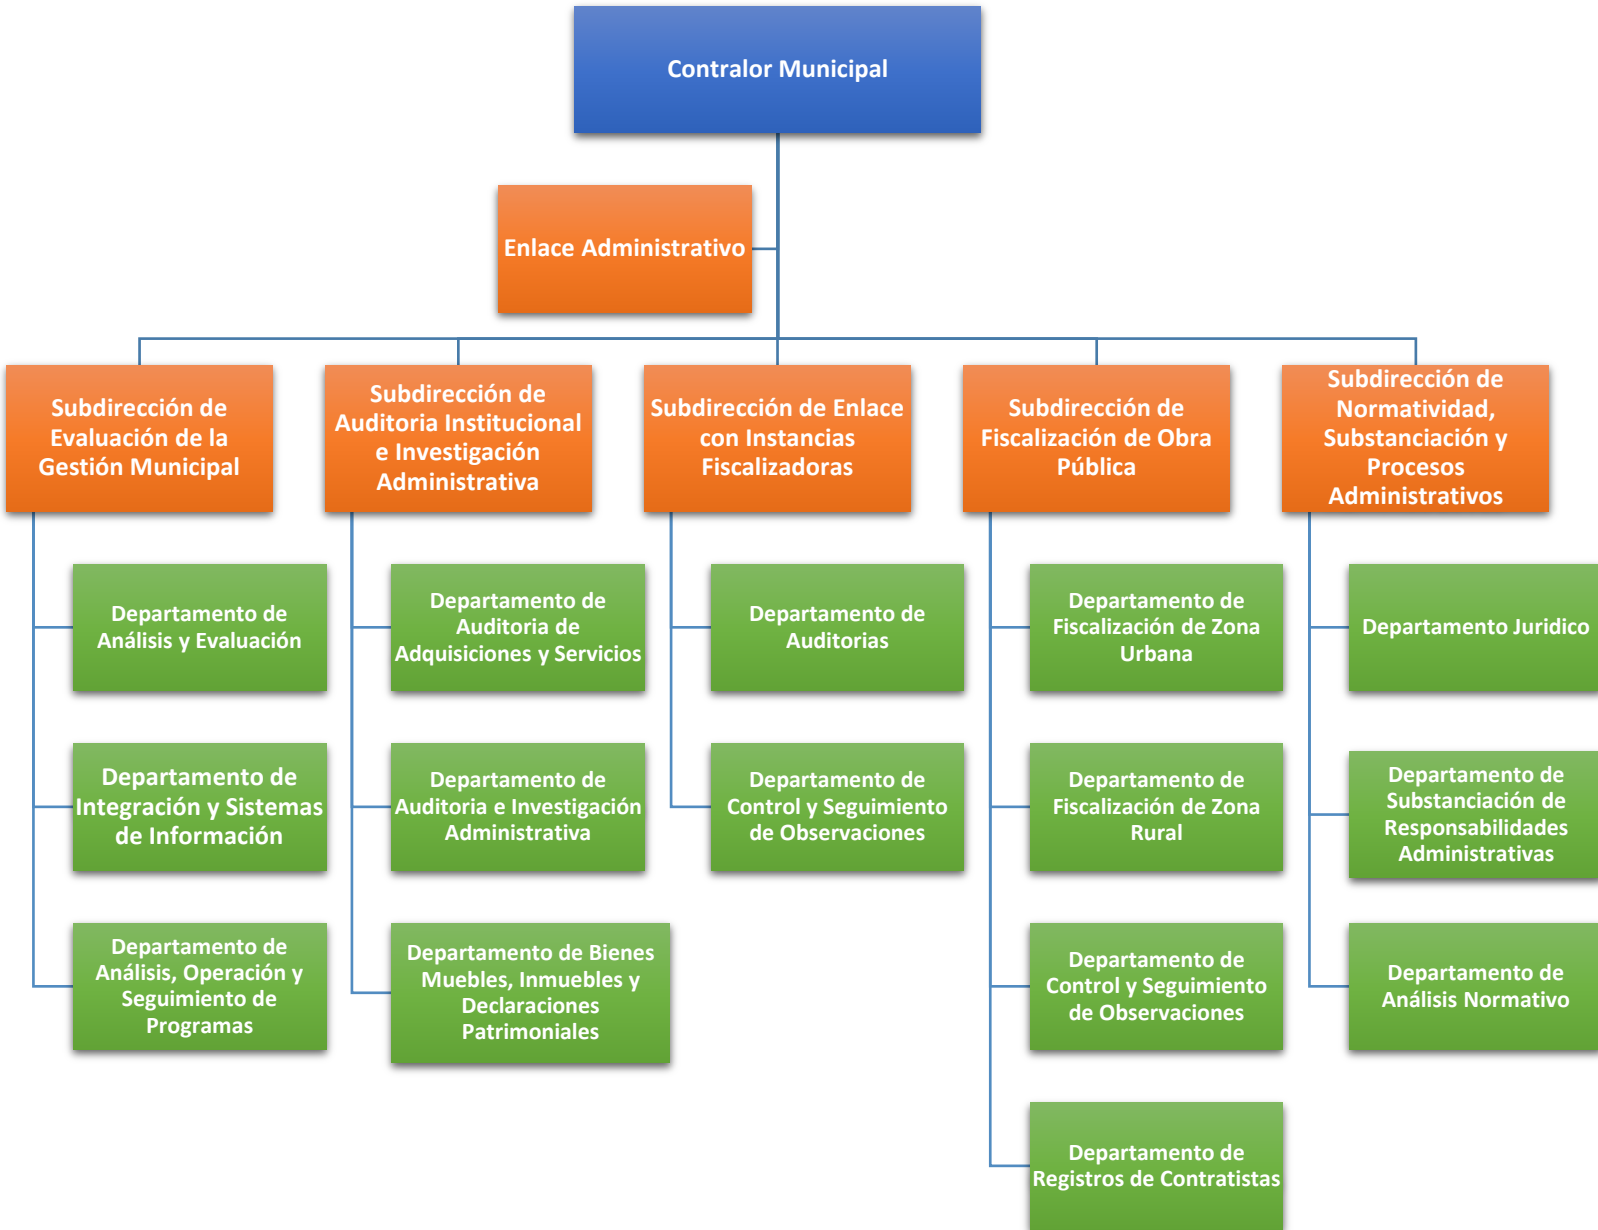 Contralor Municipal
Enlace Administrativo
Subdirección de
Evaluación de la
Gestión Municipal
Subdirección de
Auditoria Institucional
e Investigación
Administrativa
Subdirección de Enlace
con Instancias
Fiscalizadoras
Subdirección de
Fiscalización de Obra
Pública
Subdirección de
Normatividad,
Substanciación y
Procesos
Administrativos
Departamento de
Análisis y Evaluación
Departamento de
Auditoria de
Adquisiciones y Servicios
Departamento de
Auditorias
Departamento de
Fiscalización de Zona
Urbana
Departamento Juridico
Departamento de
Integración y Sistemas
de Información
Departamento de
Auditoria e Investigación
Administrativa
Departamento de
Control y Seguimiento
de Observaciones
Departamento de
Fiscalización de Zona
Rural
Departamento de
Substanciación de
Responsabilidades
Administrativas
Departamento de
Análisis, Operación y
Seguimiento de
Programas
Departamento de Bienes
Muebles, Inmuebles y
Declaraciones
Patrimoniales
Departamento de
Control y Seguimiento
de Observaciones
Departamento de
Análisis Normativo
Departamento de
Registros de Contratistas